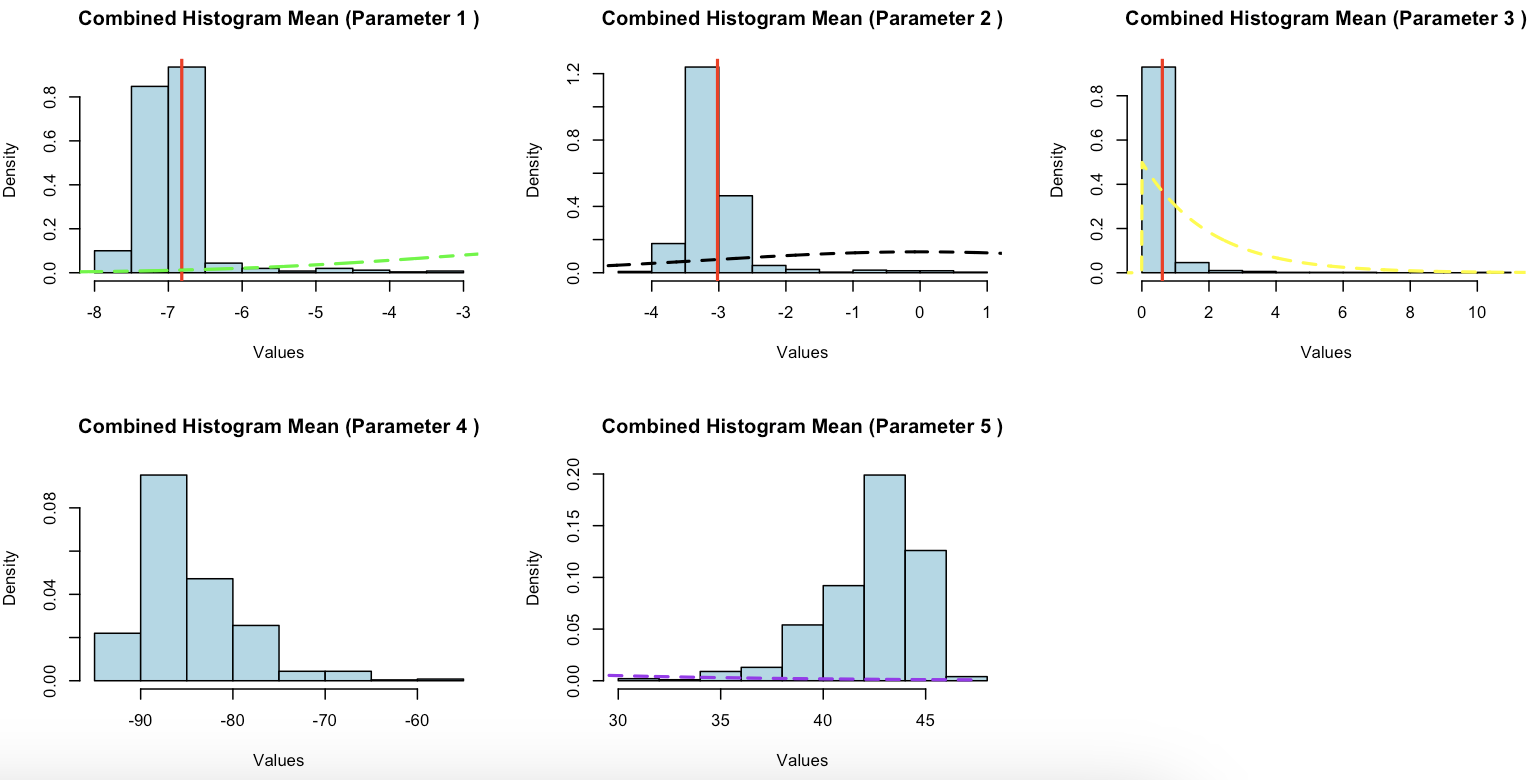 Combined Histogram Mean (Parameter 1 )
Density
0.0 0.2 0.4 0.6 0.8
-8 -7 -6 -5 -4 -3
Values
Combined Histogram Mean (Parameter 2 )
Density
0.0 0.4 0.8 1.2
-4 -3 -2 -1 0 1
Values
Combined Histogram Mean (Parameter 3 )
Density
0.0 0.2 0.4 0.6 0.8
0 2 4 6 8 10
Values
Combined Histogram Mean (Parameter 4 )
Density
0.00 0.04 0.08
-90 -80 -70 -60
Values
Combined Histogram Mean (Parameter 5 )
Density
0.00 0.05 0.10 0.15 0.20
30 35 40 45
Values